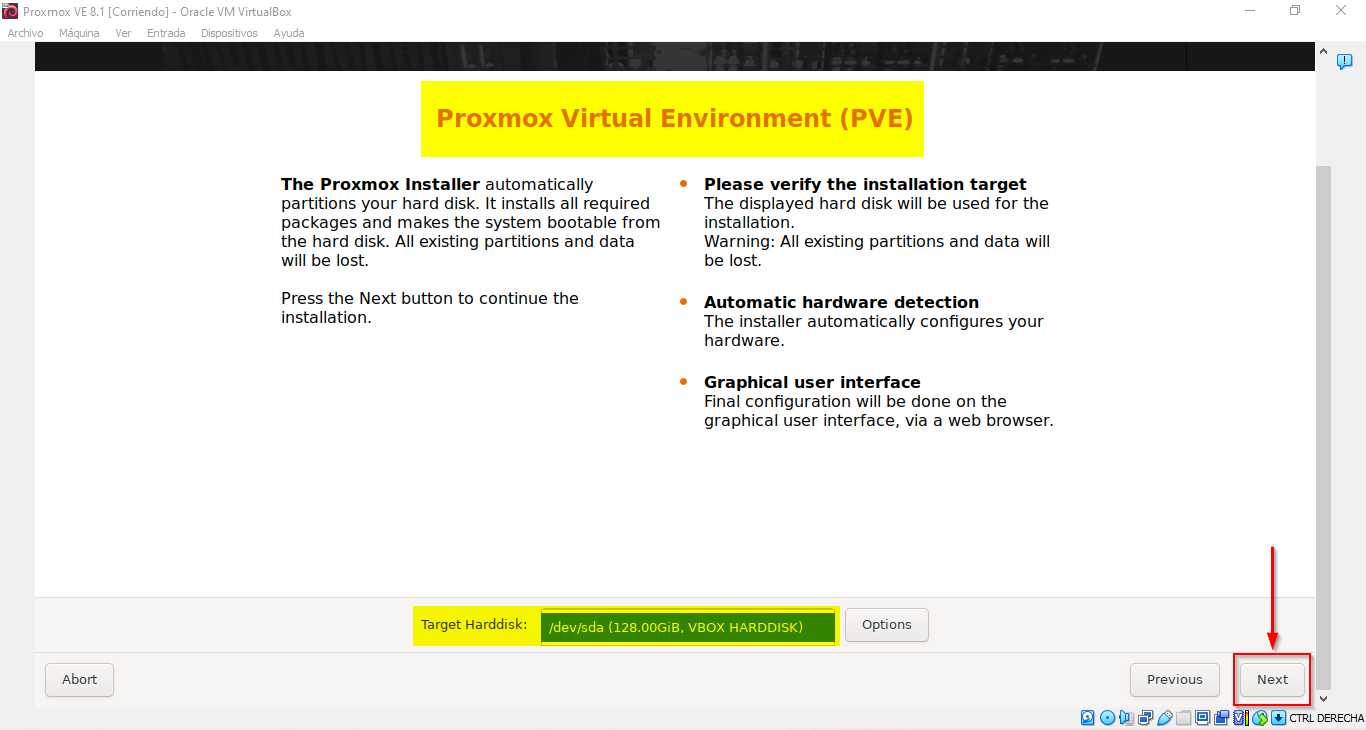 Proxmox VE 8.1 [Corriendo] - Oracle VM VirtualBox
Archivo Máquina Ver Entrada Dispositivos Ayuda
Proxmox Virtual Environment (PVE)
The Proxmox Installer automatically
partitions your hard disk. It installs all required
packages and makes the system bootable from
the hard disk. All existing partitions and data
will be lost.
Press the Next button to continue the
installation.
Please verify the installation target
The displayed hard disk will be used for the
installation.
Warning: All existing partitions and data will
be lost.
Automatic hardware detection
The installer automatically configures your
hardware.
Graphical user interface
Final configuration will be done on the
graphical user interface, via a web browser.
Target Harddisk: /dev/sda (128.00GiB, VBOX HARDDISK) Options
Abort Previous Next
CTRL DERECHA